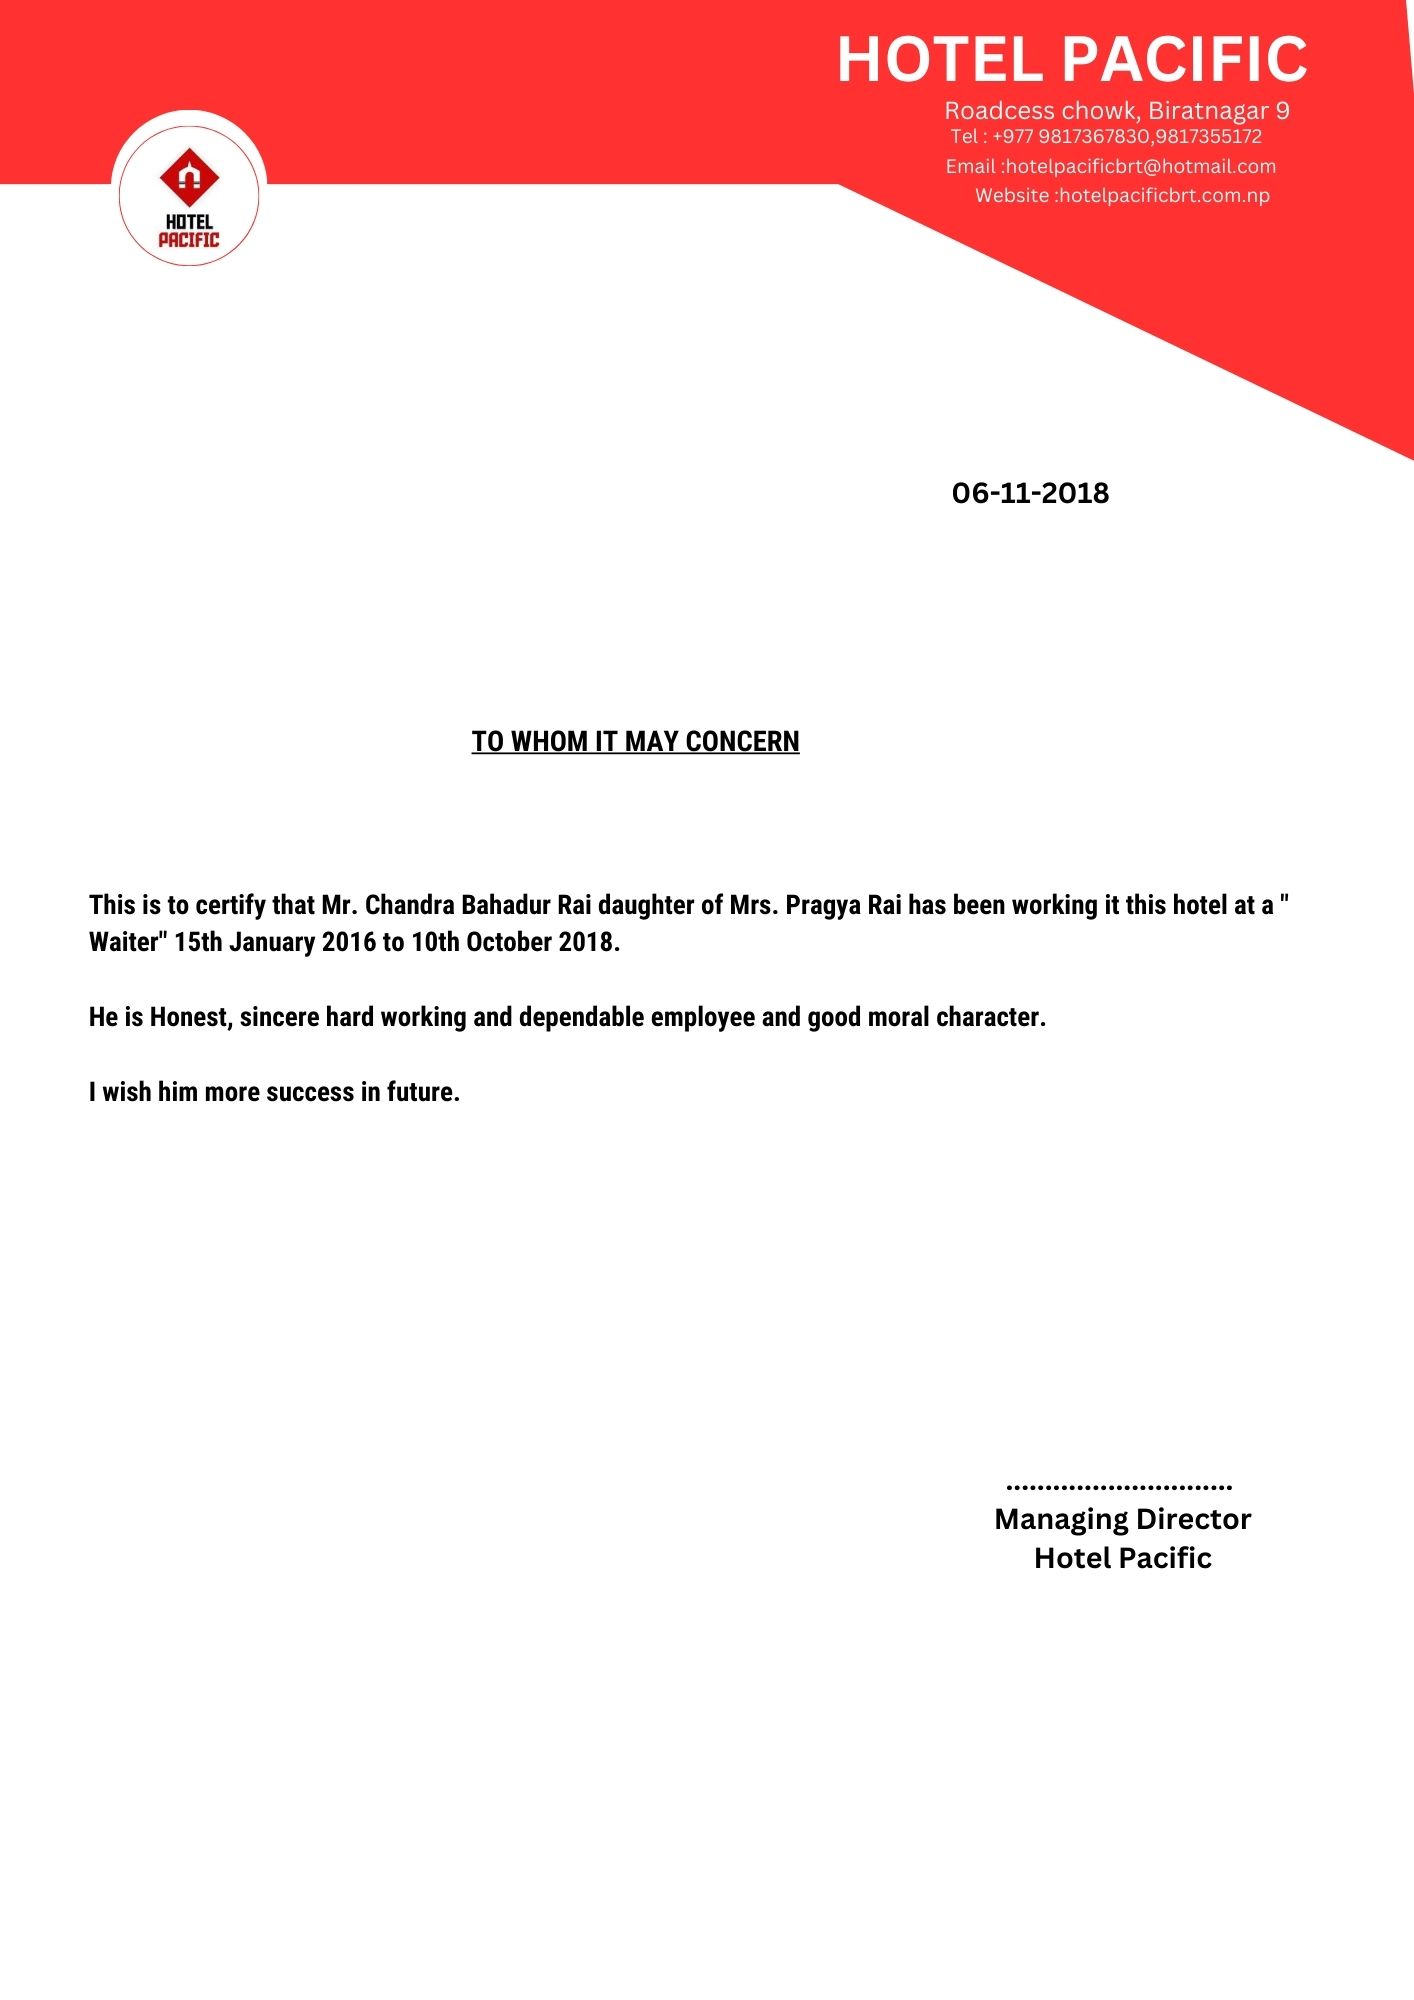 HOTEL PACIFIC
Roadcess chowk, Biratnagar 9
Tel : +977 9817367830,9817355172
Email :hotelpacificbrt@hotmail.com
Website :hotelpacificbrt.com.np
HOTEL
PACIFIC
06-11-2018
TO WHOM IT MAY CONCERN
This is to certify that Mr. Chandra Bahadur Rai daughter of Mrs. Pragya Rai has been working it this hotel at a "
Waiter" 15th January 2016 to 10th October 2018.
He is Honest, sincere hard working and dependable employee and good moral character.
I wish him more success in future.
.............................
Managing Director
Hotel Pacific